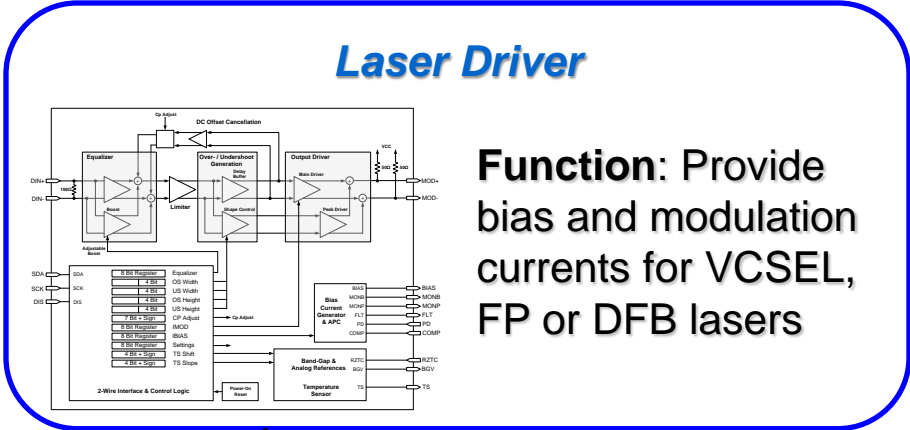 Laser Driver
Cp Adjust
DC Offset Cancellation
VCC
Equalizer
Over- / Undershoot
Generation
Output Driver
50Ω
50Ω
Delay
Buffer
Main Driver
DIN+
100Ω
DIN-
MOD+
MOD-
Limiter
Boost
Shape Control
Peak Driver
Adjustable
Boost
SDA
SDA
8 Bit Register
Equalizer
SCK
SCK
4 Bit
OS Width
4 Bit
US Width
DIS
DIS
4 Bit
OS Height
4 Bit
US Height
7 Bit + Sign
CP Adjust
Cp Adjust
8 Bit Register
IMOD
8 Bit Register
IBIAS
8 Bit Register
Settings
4 Bit + Sign
TS Shift
4 Bit + Sign
TS Slope
2-Wire Interface & Control Logic
Power-On
Reset
Bias
Current
Generator
& APC
BIAS
BIAS
MONB
MONB
MONP
MONP
FLT
FLT
PD
PD
COMP
COMP
Band-Gap &
Analog References
RZTC
RZTC
BGV
BGV
Temperature
Sensor
TS
TS
Function: Provide
bias and modulation
currents for VCSEL,
FP or DFB lasers